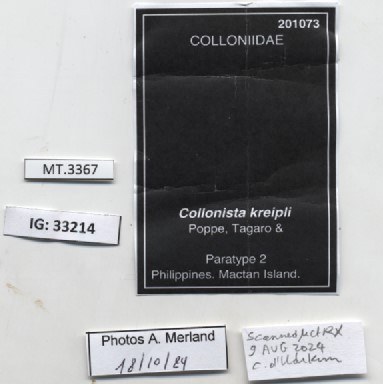 201073
COLLONIIDAE
MT.3367
IG: 33214
Collonista kreipli
Poppe, Tagaro &
Paratype 2
Philippines. Mactan Island.
Photos A. Merland
18/10/24
Scanned µCtRX
9 AUG 2024